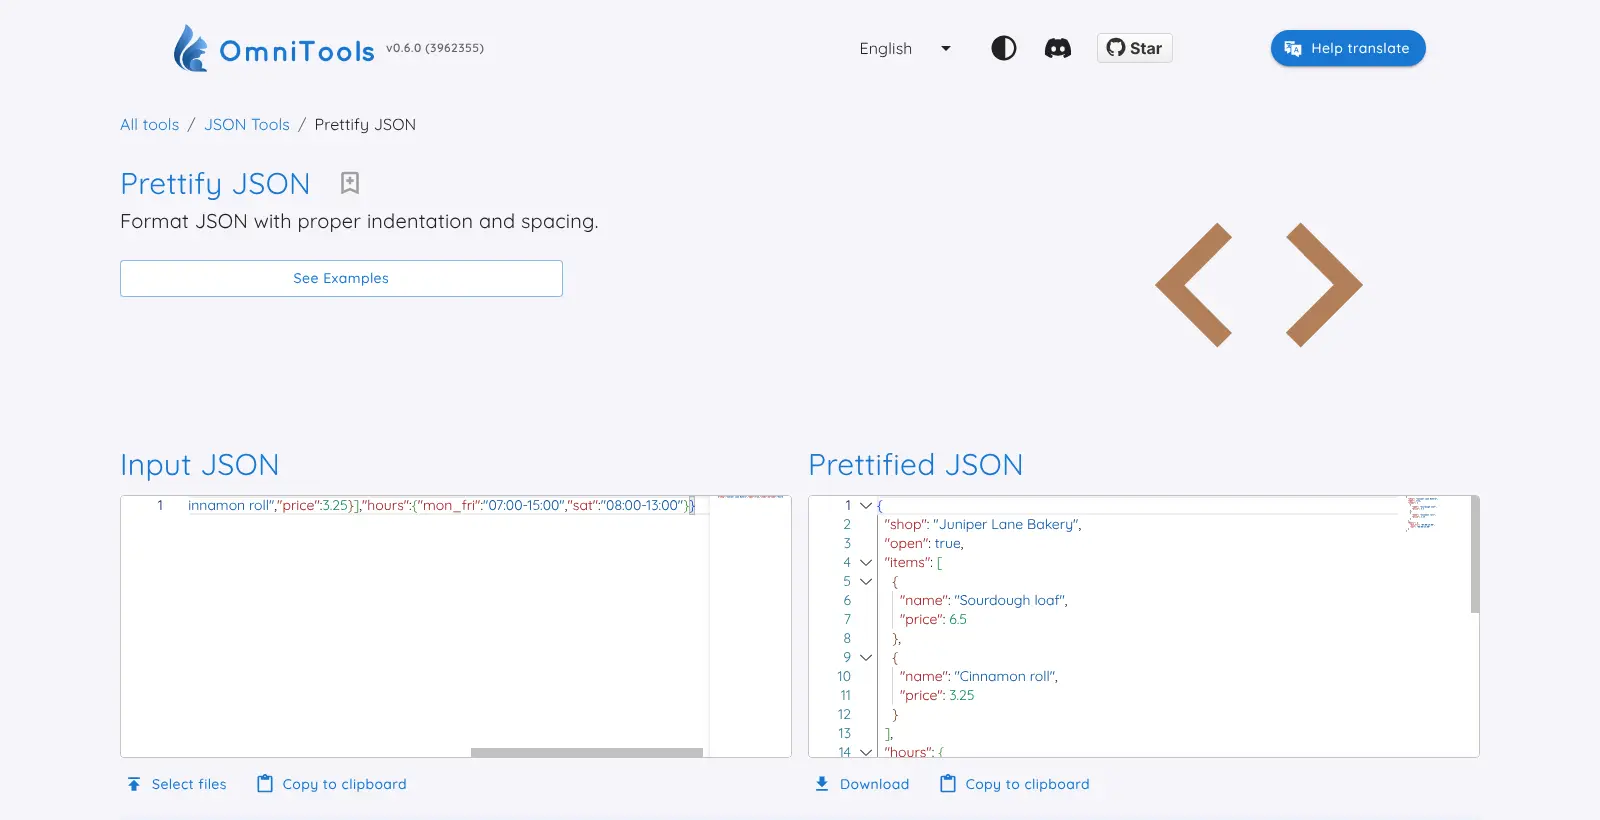 OmniTools v0.6.0 (3962355)
English
Star
Help translate
All tools / JSON Tools / Prettify JSON
Prettify JSON
Format JSON with proper indentation and spacing.
See Examples
Input JSON
1 innamon roll","price":3.25}],"hours":{"mon_fri":"07:00-15:00","sat":"08:00-13:00"}}
Select files
Copy to clipboard
Prettified JSON
1 {
2 "shop": "Juniper Lane Bakery",
3 "open": true,
4 "items": [
5 {
6 "name": "Sourdough loaf",
7 "price": 6.5
8 },
9 {
10 "name": "Cinnamon roll",
11 "price": 3.25
12 }
13 ],
14 "hours": {
Download
Copy to clipboard